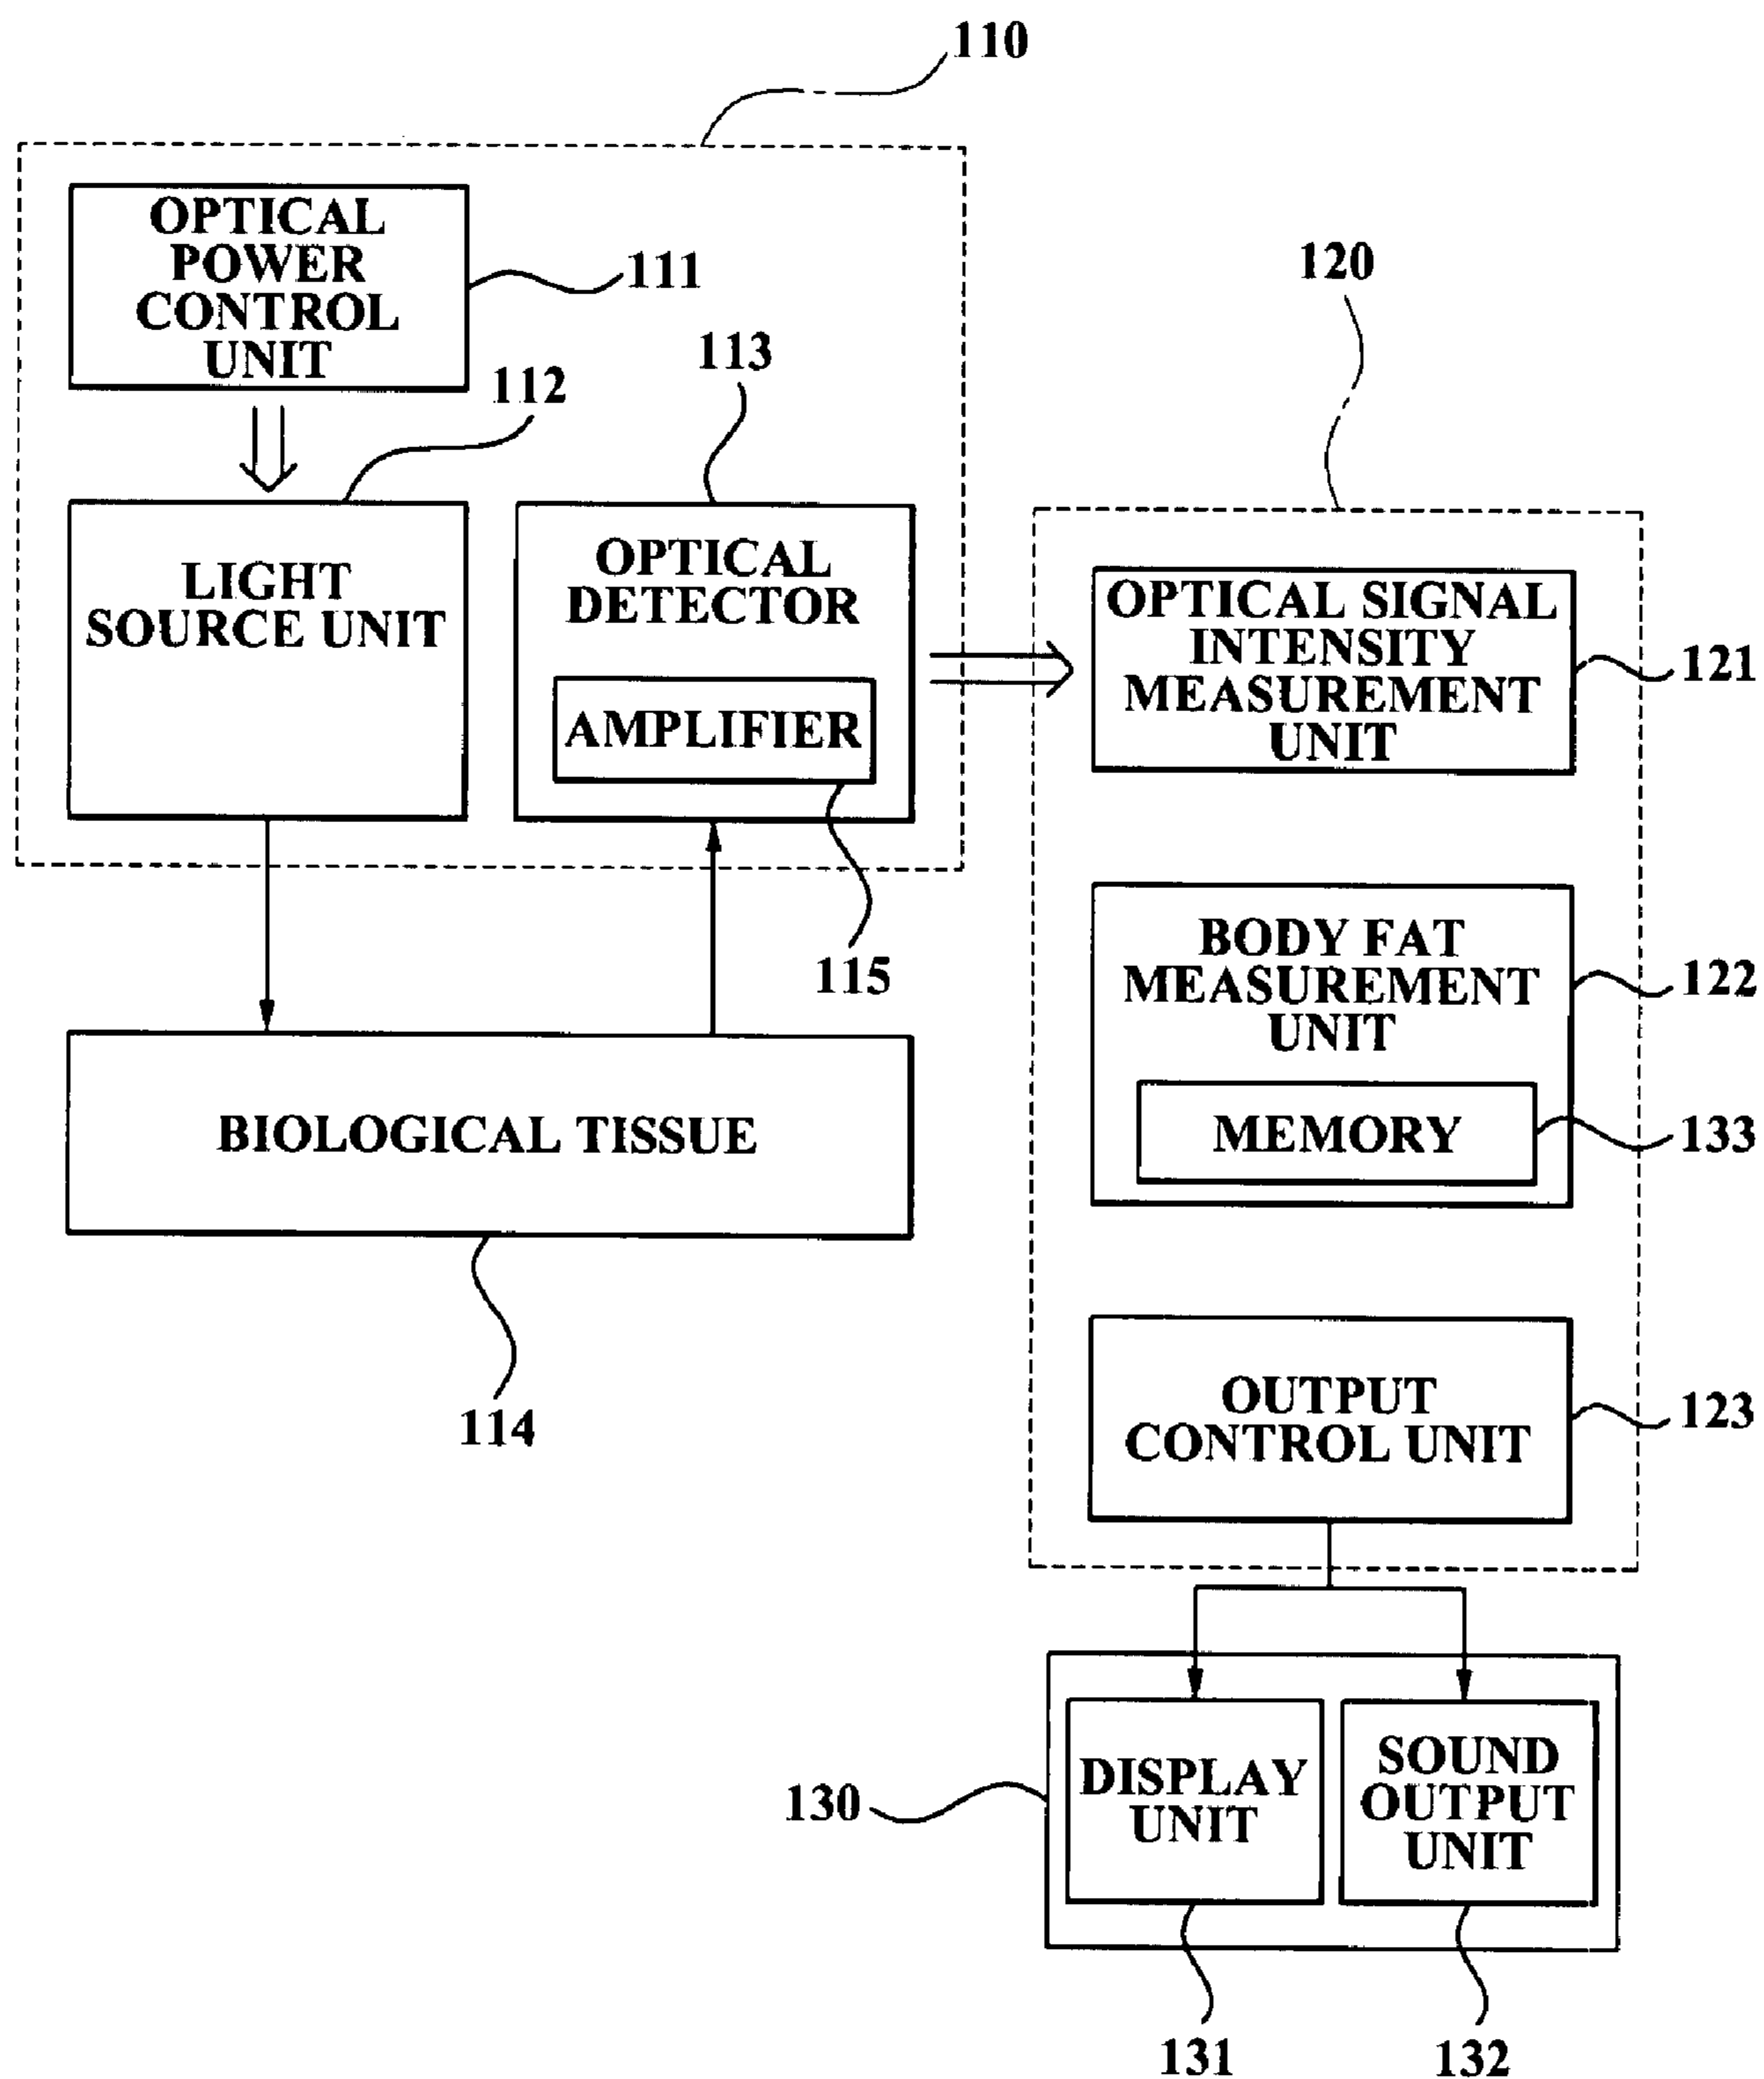 110
OPTICAL
POWER
CONTROL
UNIT
111
112
113
LIGHT
SOURCE UNIT
OPTICAL
DETECTOR
AMPLIFIER
115
BIOLOGICAL TISSUE
114
120
OPTICAL SIGNAL
INTENSITY
MEASUREMENT
UNIT
121
BODY FAT
MEASUREMENT
UNIT
122
MEMORY
133
OUTPUT
CONTROL UNIT
123
130
DISPLAY
UNIT
SOUND
OUTPUT
UNIT
131
132